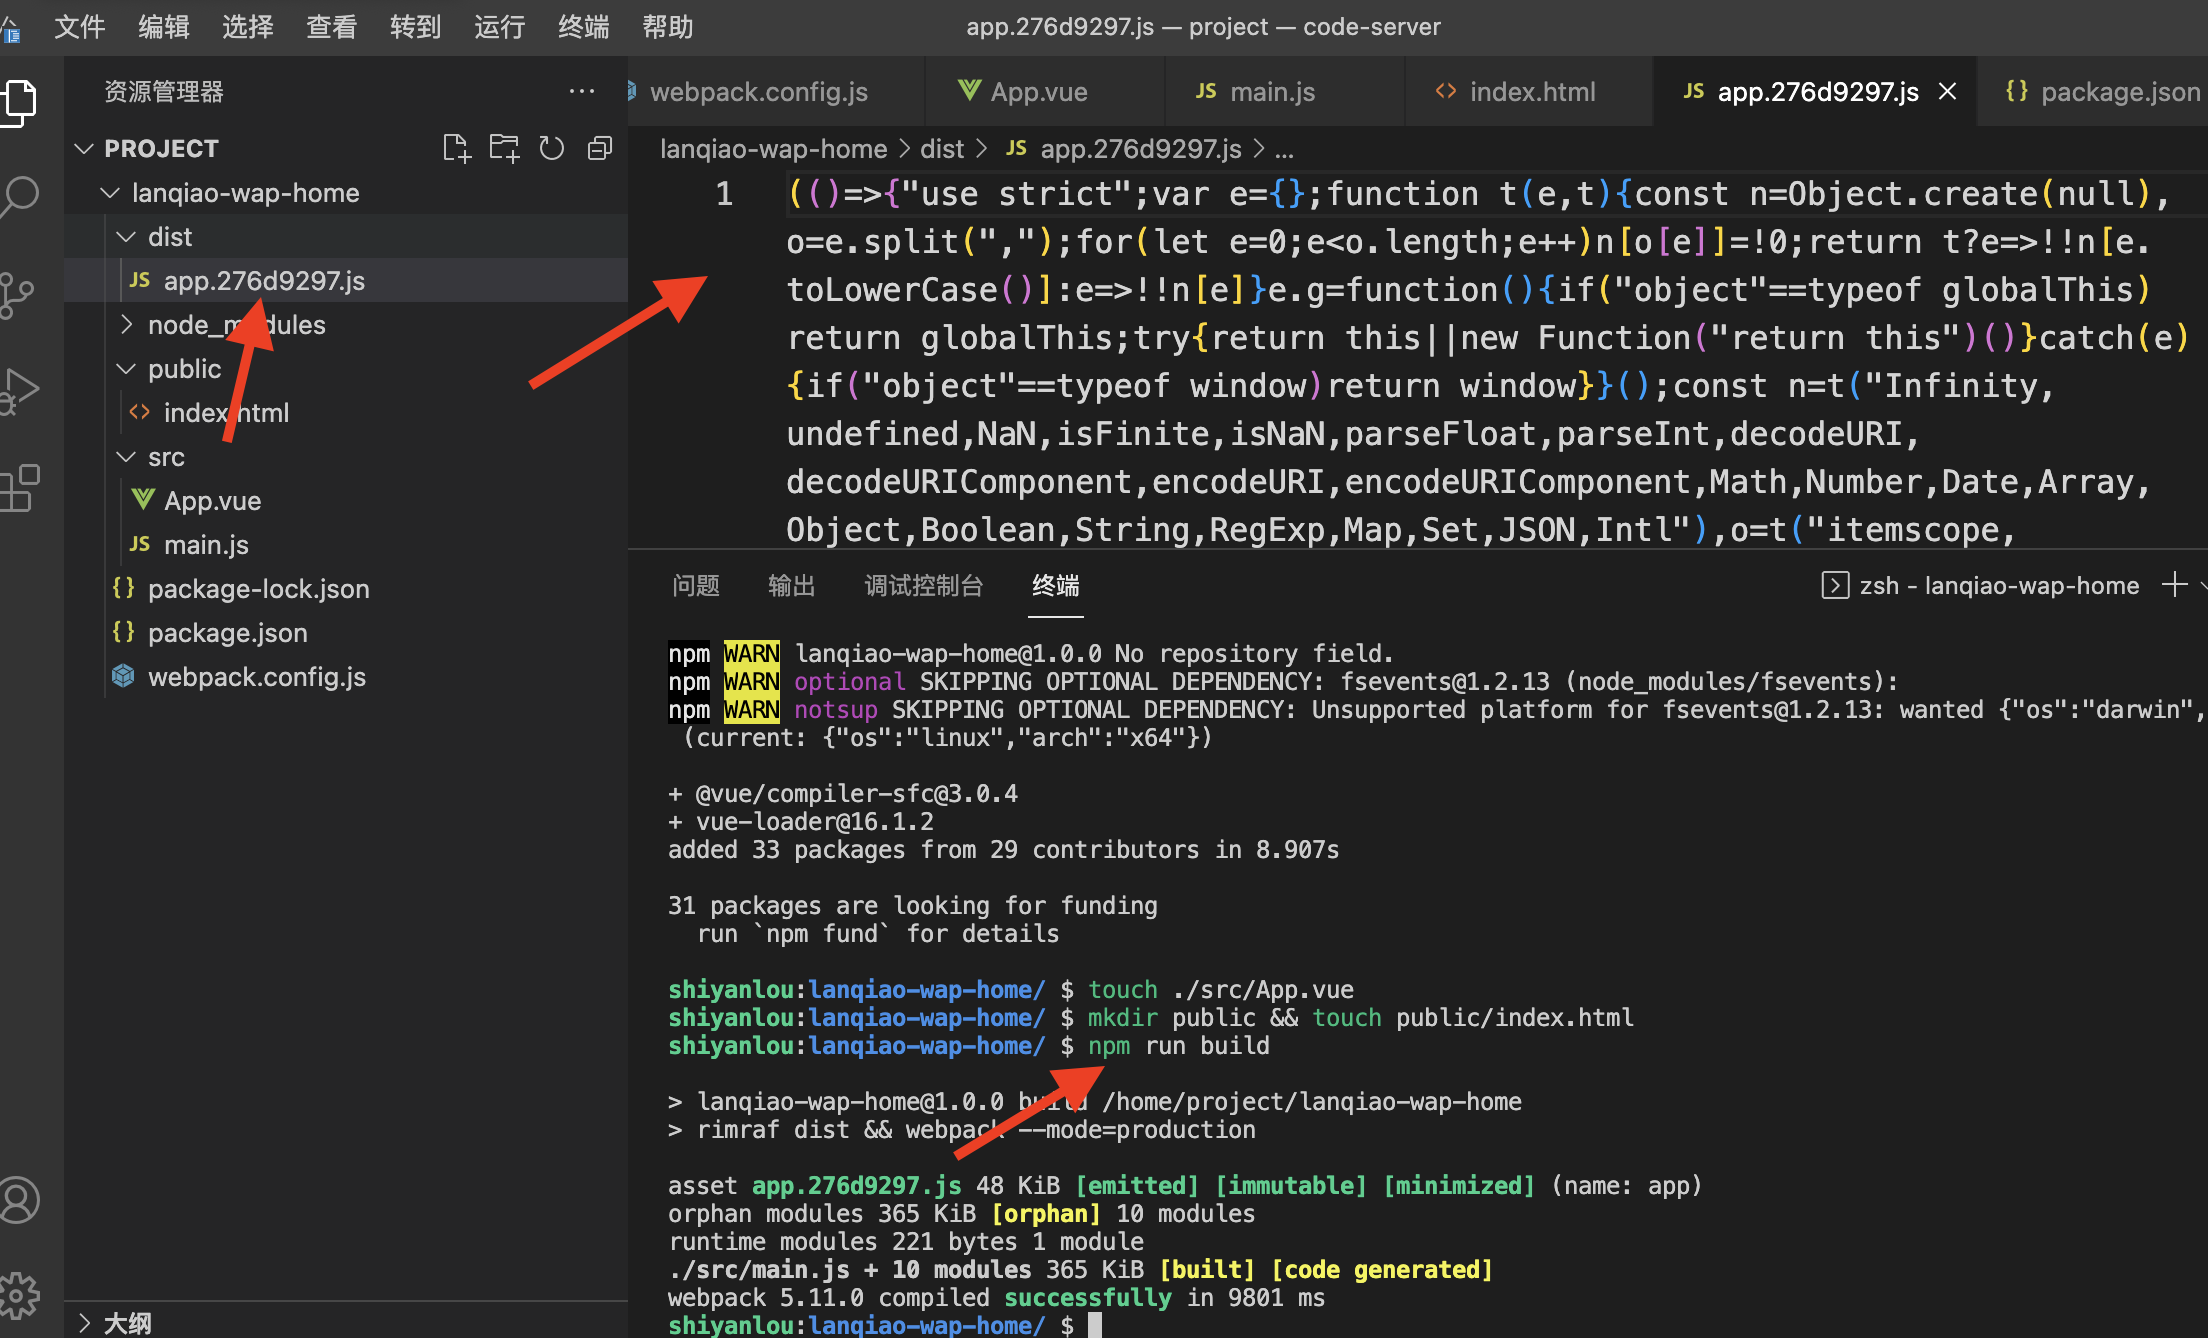 文件 编辑 选择 查看 转到 运行 终端 帮助
app.276d9297.js — project — code-server
资源管理器
PROJECT
lanqiao-wap-home
dist
JS app.276d9297.js
node_modules
public
<> index.html
src
App.vue
JS main.js
{} package-lock.json
{} package.json
webpack.config.js
大纲
webpack.config.js App.vue JS main.js <> index.html JS app.276d9297.js {} package.json
lanqiao-wap-home > dist > JS app.276d9297.js > ...
1 (()=>{"use strict";var e={};function t(e,t){const n=Object.create(null),
o=e.split(",");for(let e=0;e<o.length;e++)n[o[e]]=!0;return t?e=>!!n[e.
toLowerCase()]:e=>!!n[e]}e.g=function(){if("object"==typeof globalThis)
return globalThis;try{return this||new Function("return this")()}catch(e)
{if("object"==typeof window)return window}}();const n=t("Infinity,
undefined,NaN,isFinite,isNaN,parseFloat,parseInt,decodeURI,
decodeURIComponent,encodeURI,encodeURIComponent,Math,Number,Date,Array,
Object,Boolean,String,RegExp,Map,Set,JSON,Intl"),o=t("itemscope,
问题 输出 调试控制台 终端
zsh - lanqiao-wap-home
npm WARN lanqiao-wap-home@1.0.0 No repository field.
npm WARN optional SKIPPING OPTIONAL DEPENDENCY: fsevents@1.2.13 (node_modules/fsevents):
npm WARN notsup SKIPPING OPTIONAL DEPENDENCY: Unsupported platform for fsevents@1.2.13: wanted {"os":"darwin",
(current: {"os":"linux","arch":"x64"})
+ @vue/compiler-sfc@3.0.4
+ vue-loader@16.1.2
added 33 packages from 29 contributors in 8.907s
31 packages are looking for funding
run `npm fund` for details
shiyanlou:lanqiao-wap-home/ $ touch ./src/App.vue
shiyanlou:lanqiao-wap-home/ $ mkdir public && touch public/index.html
shiyanlou:lanqiao-wap-home/ $ npm run build
> lanqiao-wap-home@1.0.0 build /home/project/lanqiao-wap-home
> rimraf dist && webpack --mode=production
asset app.276d9297.js 48 KiB [emitted] [immutable] [minimized] (name: app)
orphan modules 365 KiB [orphan] 10 modules
runtime modules 221 bytes 1 module
./src/main.js + 10 modules 365 KiB [built] [code generated]
webpack 5.11.0 compiled successfully in 9801 ms
shiyanlou:lanqiao-wap-home/ $